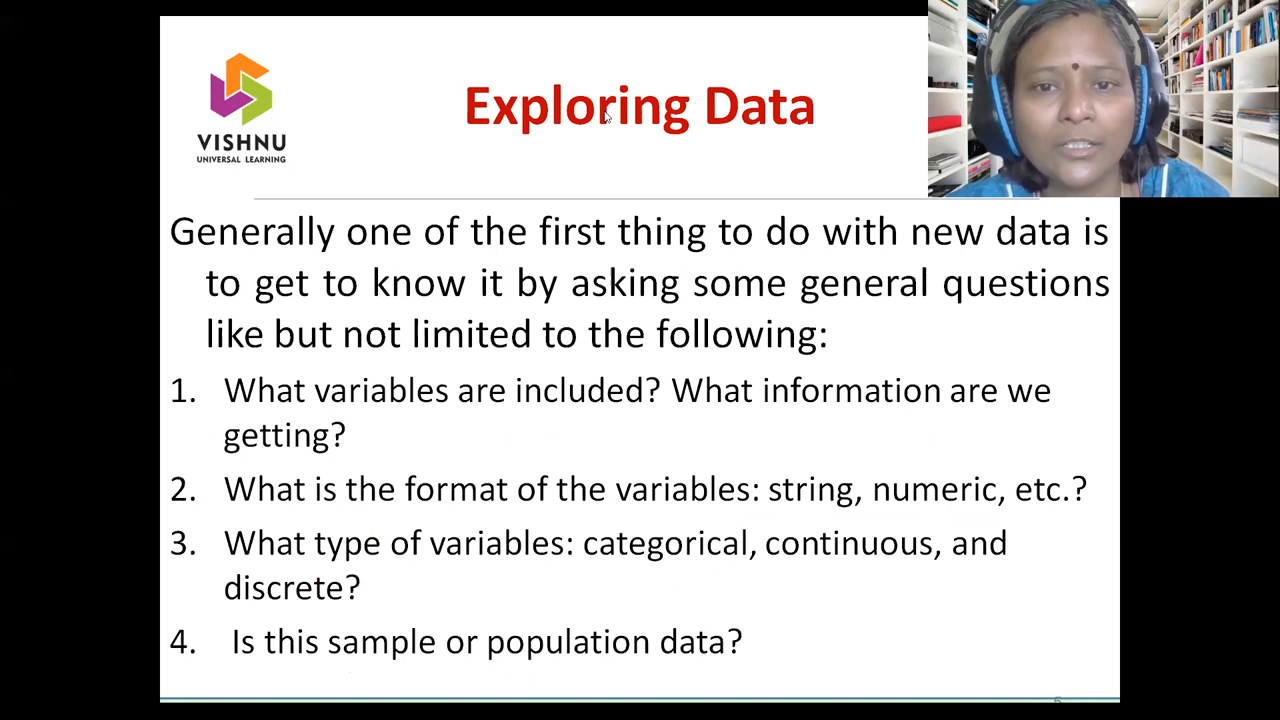 VISHNU
UNIVERSAL LEARNING
Exploring Data
Generally one of the first thing to do with new data is
to get to know it by asking some general questions
like but not limited to the following:
1. What variables are included? What information are we
getting?
2. What is the format of the variables: string, numeric, etc.?
3. What type of variables: categorical, continuous, and
discrete?
4. Is this sample or population data?